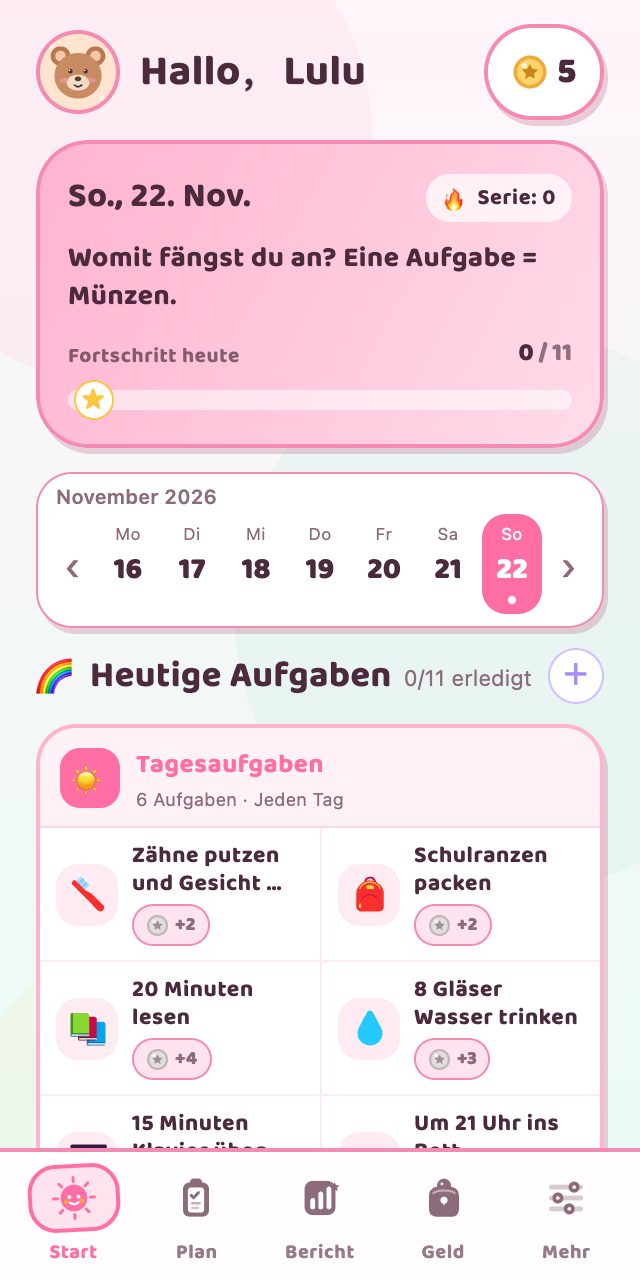 Hallo, Lulu
5
So., 22. Nov.
Serie: 0
Womit fängst du an? Eine Aufgabe =
Münzen.
Fortschritt heute
0 / 11
November 2026
Mo Di Mi Do Fr Sa So
‹ 16 17 18 19 20 21 22 ›
Heutige Aufgaben 0/11 erledigt +
Tagesaufgaben
6 Aufgaben · Jeden Tag
Zähne putzen
und Gesicht ...
+2
Schulranzen
packen
+2
20 Minuten
lesen
+4
8 Gläser
Wasser trinken
+3
15 Minuten
Klavier üben
Um 21 Uhr ins
Bett
Start Plan Bericht Geld Mehr